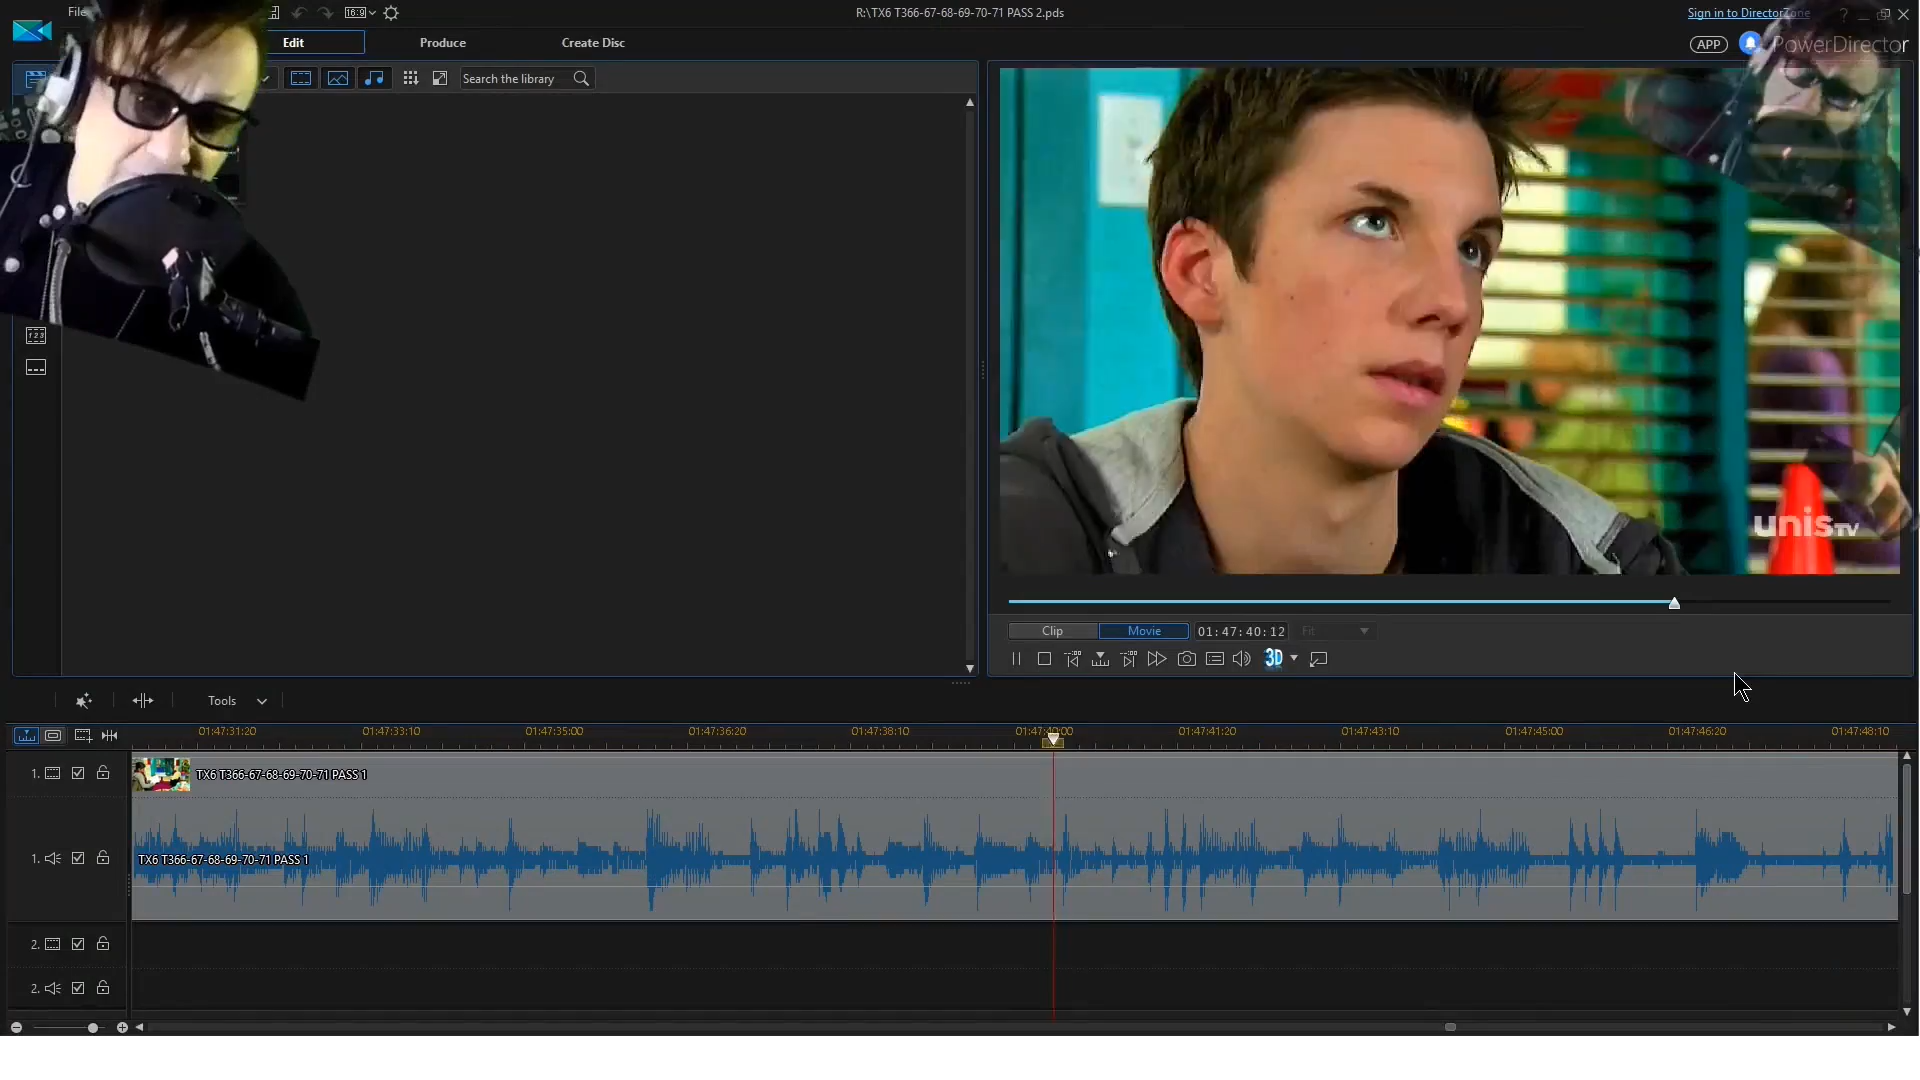 File
16:9
R:\TX6 T366-67-68-69-70-71 PASS 2.pds
Sign in to DirectorZone
Edit
Produce
Create Disc
APP
PowerDirector
Search the library
unisTV
Clip
Movie
01:47:40:12
Fit
3D
Tools
01:47:31:20
01:47:33:10
01:47:35:00
01:47:36:20
01:47:38:10
01:47:40:00
01:47:41:20
01:47:43:10
01:47:45:00
01:47:46:20
01:47:48:10
1.
TX6 T366-67-68-69-70-71 PASS 1
1.
TX6 T366-67-68-69-70-71 PASS 1
2.
2.